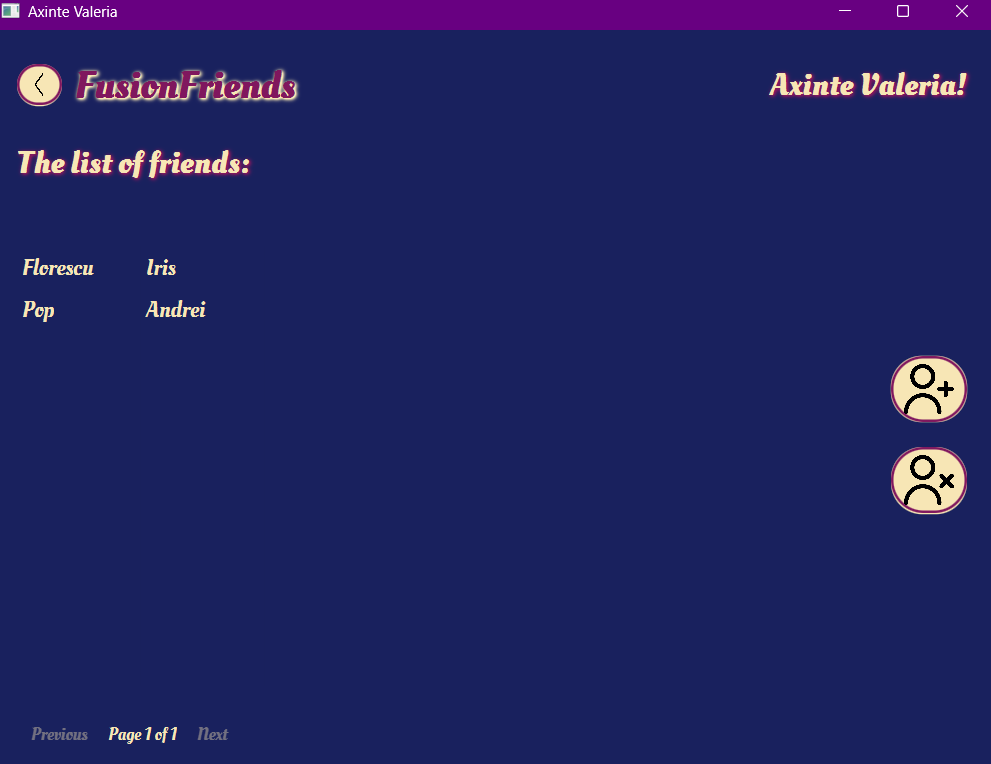 Axinte Valeria
FusionFriends
Axinte Valeria!
The list of friends:
Florescu Iris
Pop Andrei
Previous Page 1 of 1 Next